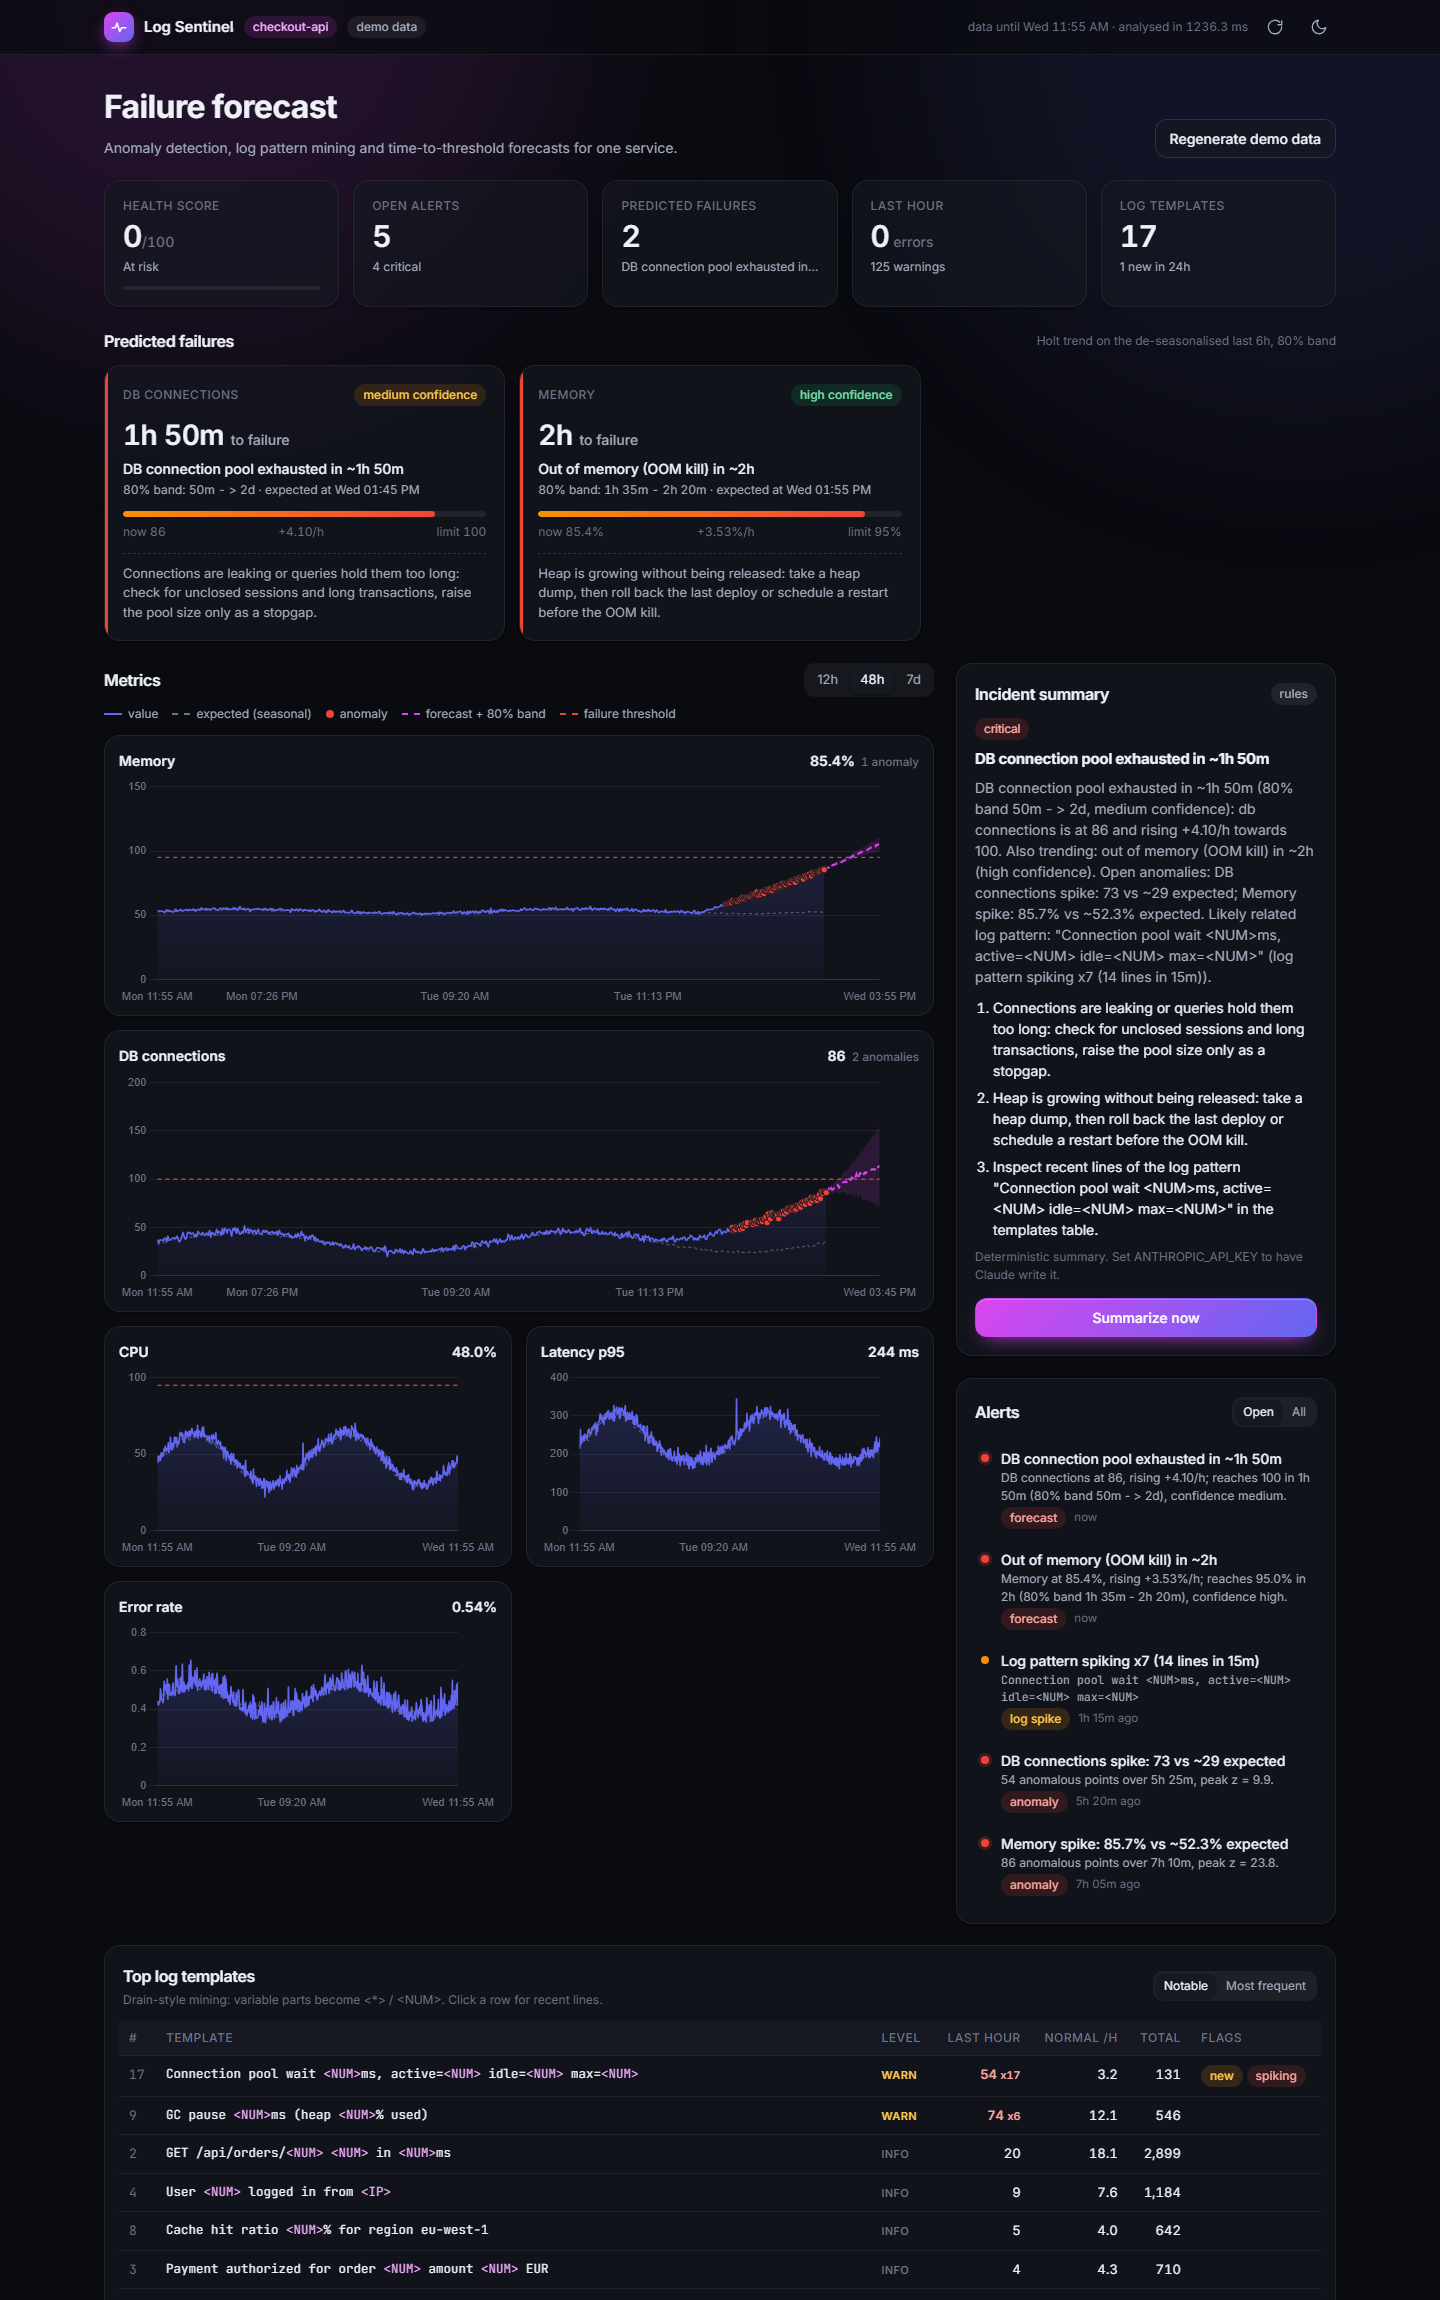 Log Sentinel checkout-api demo data
data until Wed 11:55 AM · analysed in 1236.3 ms
Failure forecast
Anomaly detection, log pattern mining and time-to-threshold forecasts for one service.
Regenerate demo data
HEALTH SCORE
0/100
At risk
OPEN ALERTS
5
4 critical
PREDICTED FAILURES
2
DB connection pool exhausted in...
LAST HOUR
0 errors
125 warnings
LOG TEMPLATES
17
1 new in 24h
Predicted failures
Holt trend on the de-seasonalised last 6h, 80% band
DB CONNECTIONS
medium confidence
1h 50m to failure
DB connection pool exhausted in ~1h 50m
80% band: 50m - > 2d · expected at Wed 01:45 PM
now 86 +4.10/h limit 100
Connections are leaking or queries hold them too long:
check for unclosed sessions and long transactions, raise
the pool size only as a stopgap.
MEMORY
high confidence
2h to failure
Out of memory (OOM kill) in ~2h
80% band: 1h 35m - 2h 20m · expected at Wed 01:55 PM
now 85.4% +3.53%/h limit 95%
Heap is growing without being released: take a heap
dump, then roll back the last deploy or schedule a restart
before the OOM kill.
Metrics
12h 48h 7d
value expected (seasonal) anomaly forecast + 80% band failure threshold
Memory
85.4% 1 anomaly
150
100
50
0
Mon 11:55 AM Mon 07:26 PM Tue 09:20 AM Tue 11:13 PM Wed 03:55 PM
DB connections
86 2 anomalies
200
150
100
50
0
Mon 11:55 AM Mon 07:26 PM Tue 09:20 AM Tue 11:13 PM Wed 03:45 PM
CPU
48.0%
100
50
0
Mon 11:55 AM Tue 09:20 AM Wed 11:55 AM
Latency p95
244 ms
400
300
200
100
0
Mon 11:55 AM Tue 09:20 AM Wed 11:55 AM
Error rate
0.54%
0.8
0.6
0.4
0.2
0
Mon 11:55 AM Tue 09:20 AM Wed 11:55 AM
Incident summary
rules
critical
DB connection pool exhausted in ~1h 50m
DB connection pool exhausted in ~1h 50m (80%
band 50m - > 2d, medium confidence): db
connections is at 86 and rising +4.10/h towards
100. Also trending: out of memory (OOM kill) in ~2h
(high confidence). Open anomalies: DB
connections spike: 73 vs ~29 expected; Memory
spike: 85.7% vs ~52.3% expected. Likely related
log pattern: "Connection pool wait <NUM>ms,
active=<NUM> idle=<NUM> max=<NUM>" (log
pattern spiking x7 (14 lines in 15m)).
1. Connections are leaking or queries hold them
too long: check for unclosed sessions and long
transactions, raise the pool size only as a
stopgap.
2. Heap is growing without being released: take a
heap dump, then roll back the last deploy or
schedule a restart before the OOM kill.
3. Inspect recent lines of the log pattern
"Connection pool wait <NUM>ms, active=
<NUM> idle=<NUM> max=<NUM>" in the
templates table.
Deterministic summary. Set ANTHROPIC_API_KEY to have
Claude write it.
Summarize now
Alerts
Open All
DB connection pool exhausted in ~1h 50m
DB connections at 86, rising +4.10/h; reaches 100 in 1h
50m (80% band 50m - > 2d), confidence medium.
forecast now
Out of memory (OOM kill) in ~2h
Memory at 85.4%, rising +3.53%/h; reaches 95.0% in
2h (80% band 1h 35m - 2h 20m), confidence high.
forecast now
Log pattern spiking x7 (14 lines in 15m)
Connection pool wait <NUM>ms, active=<NUM>
idle=<NUM> max=<NUM>
log spike 1h 15m ago
DB connections spike: 73 vs ~29 expected
54 anomalous points over 5h 25m, peak z = 9.9.
anomaly 5h 20m ago
Memory spike: 85.7% vs ~52.3% expected
86 anomalous points over 7h 10m, peak z = 23.8.
anomaly 7h 05m ago
Top log templates
Drain-style mining: variable parts become <*> / <NUM>. Click a row for recent lines.
Notable Most frequent
# TEMPLATE LEVEL LAST HOUR NORMAL /H TOTAL FLAGS
17 Connection pool wait <NUM>ms, active=<NUM> idle=<NUM> max=<NUM> WARN 54 x17 3.2 131 new spiking
9 GC pause <NUM>ms (heap <NUM>% used) WARN 74 x6 12.1 546
2 GET /api/orders/<NUM> <NUM> in <NUM>ms INFO 20 18.1 2,899
4 User <NUM> logged in from <IP> INFO 9 7.6 1,184
8 Cache hit ratio <NUM>% for region eu-west-1 INFO 5 4.0 642
3 Payment authorized for order <NUM> amount <NUM> EUR INFO 4 4.3 710